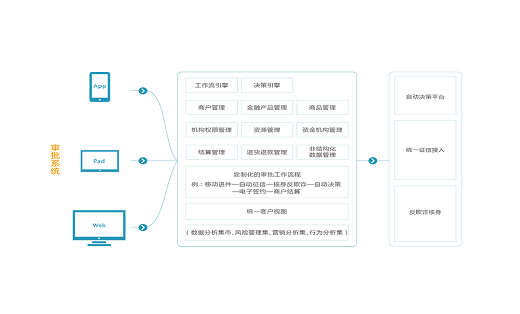 审批系统
App
Pad
Web
工作流引擎
决策引擎
商户管理
金融产品管理
商品管理
机构权限管理
资源管理
资金机构管理
结算管理
退货退款管理
非结构化
数据管理
定制化的审批工作流程
例：移动进件—自动征信—核身反欺诈—自动决策
—电子签约—商户结算
统一客户视图
( 数据分析集市, 风险管理集, 营销分析集, 行为分析集 )
自动决策平台
统一征信接入
反欺诈核身